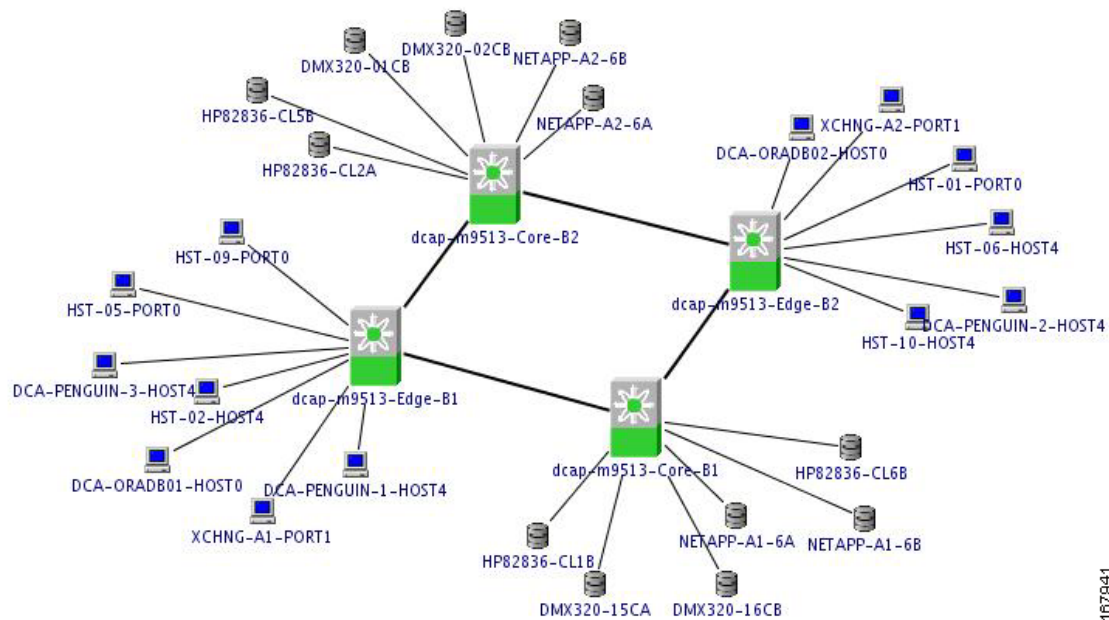 DMX320-02CB
DMX320-01CB
NETAPP-A2-6B
HP82836-CL5B
NETAPP-A2-6A
HP82836-CL2A
dcap-m9513-Core-B2
XCHNG-A2-PORT1
DCA-ORADB02-HOST0
HST-01-PORT0
HST-06-HOST4
DCA-PENGUIN-2-HOST4
HST-10-HOST4
dcap-m9513-Edge-B2
HST-09-PORT0
HST-05-PORT0
DCA-PENGUIN-3-HOST4
HST-02-HOST4
dcap-m9513-Edge-B1
DCA-ORADB01-HOST0
DCA-PENGUIN-1-HOST4
XCHNG-A1-PORT1
dcap-m9513-Core-B1
HP82836-CL6B
NETAPP-A1-6A
NETAPP-A1-6B
HP82836-CL1B
DMX320-15CA
DMX320-16CB
167941